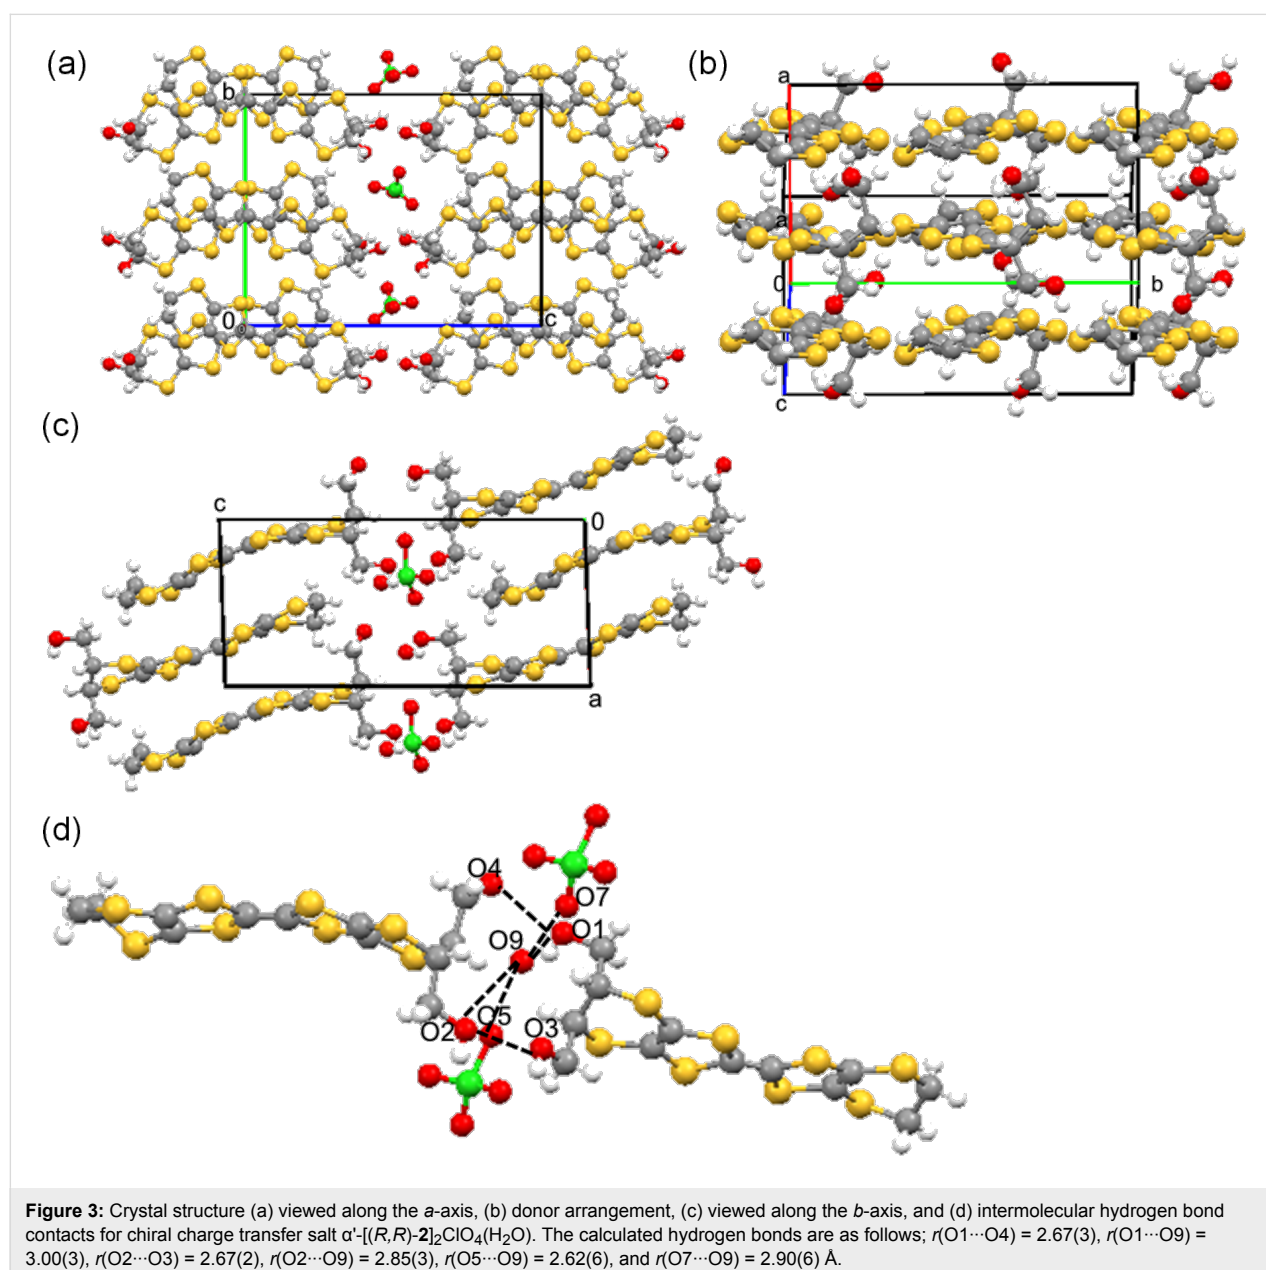 (a)
b
0
c
(b)
a
a
0
b
c
(c)
c
0
a
(d)
O4
O7
O1
O9
O5
O2
O3
Figure 3: Crystal structure (a) viewed along the a-axis, (b) donor arrangement, (c) viewed along the b-axis, and (d) intermolecular hydrogen bond
contacts for chiral charge transfer salt α'-[(R,R)-2]₂ClO₄(H₂O). The calculated hydrogen bonds are as follows; r(O1···O4) = 2.67(3), r(O1···O9) =
3.00(3), r(O2···O3) = 2.67(2), r(O2···O9) = 2.85(3), r(O5···O9) = 2.62(6), and r(O7···O9) = 2.90(6) Å.